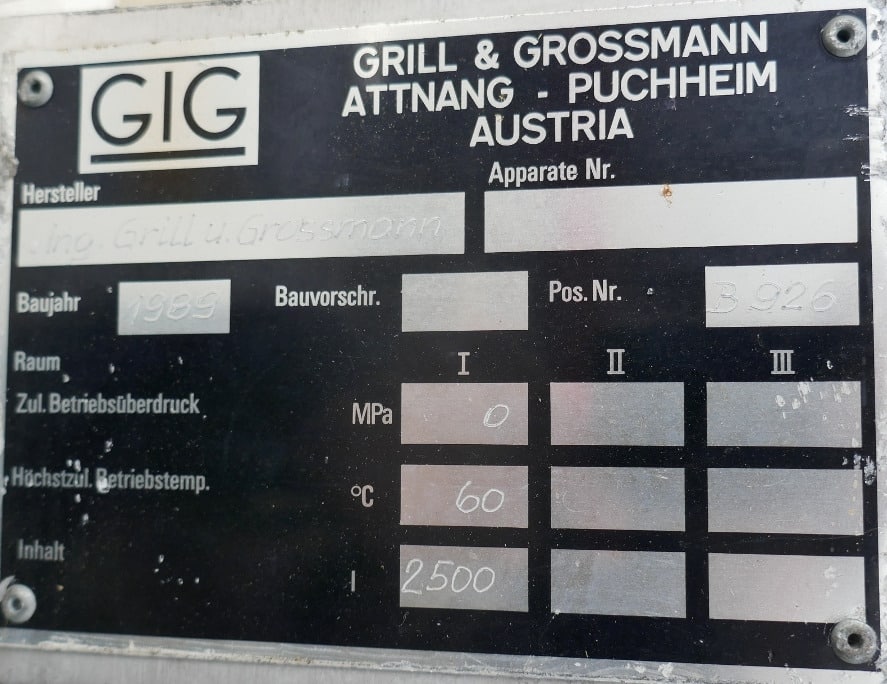 GIG
GRILL & GROSSMANN
ATTNANG - PUCHHEIM
AUSTRIA
Hersteller
Apparate Nr.
Ing. Grill u. Grossmann
Baujahr 1989 Bauvorschr. Pos. Nr. B 926
Raum I II III
Zul. Betriebsüberdruck MPa 0
Höchstzul. Betriebstemp. °C 60
Inhalt l 2500